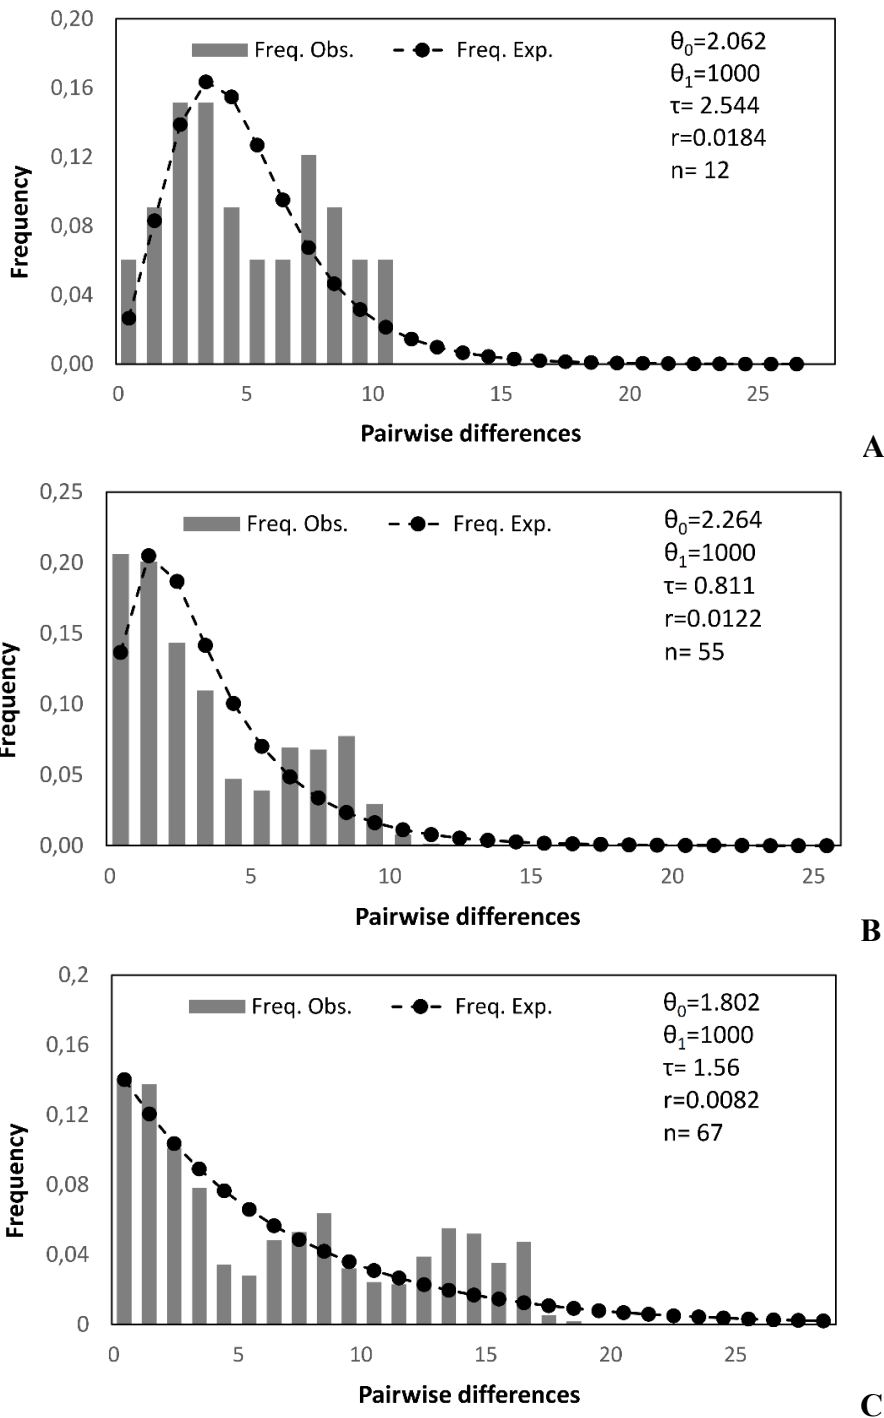 0,20
0,16
0,12
0,08
0,04
0,00
Frequency
Freq. Obs.
Freq. Exp.
θ0=2.062
θ1=1000
τ= 2.544
r=0.0184
n= 12
0 5 10 15 20 25
Pairwise differences
A
0,25
0,20
0,15
0,10
0,05
0,00
Frequency
Freq. Obs.
Freq. Exp.
θ0=2.264
θ1=1000
τ= 0.811
r=0.0122
n= 55
0 5 10 15 20 25
Pairwise differences
B
0,2
0,16
0,12
0,08
0,04
0
Frequency
Freq. Obs.
Freq. Exp.
θ0=1.802
θ1=1000
τ= 1.56
r=0.0082
n= 67
0 5 10 15 20 25
Pairwise differences
C